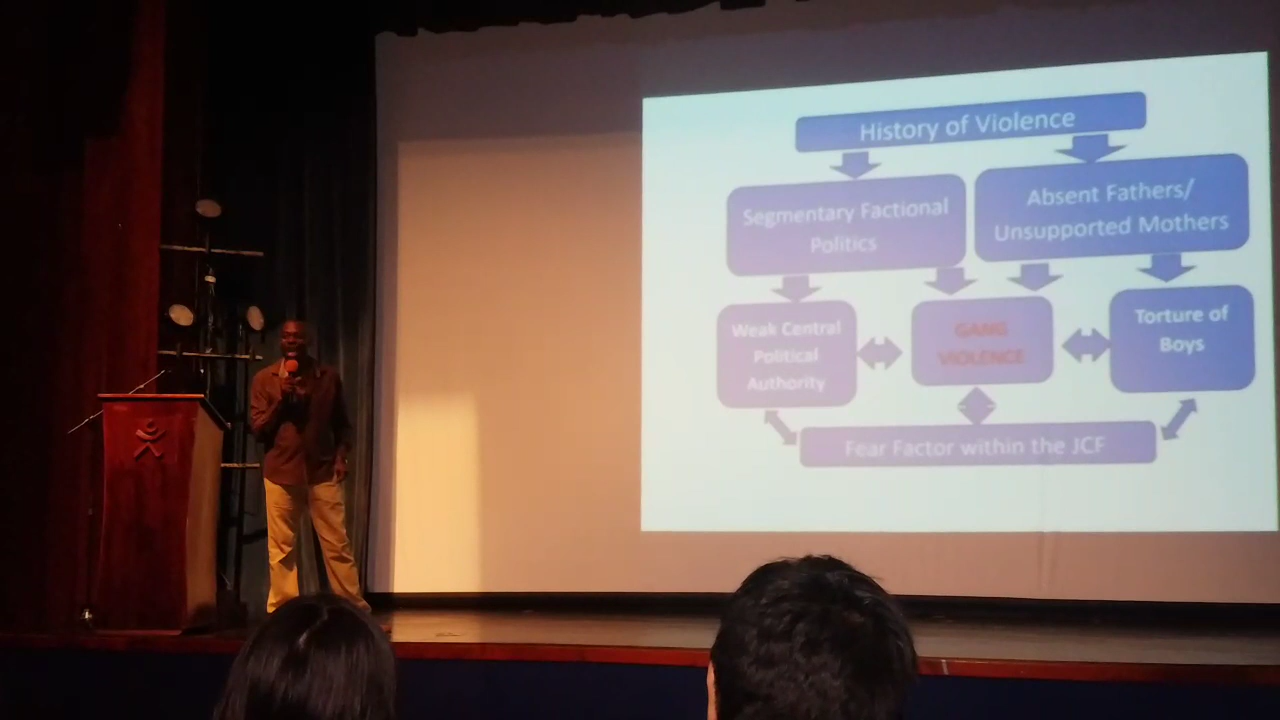 History of Violence
Segmentary Factional
Politics
Absent Fathers/
Unsupported Mothers
Weak Central
Political
Authority
GANG
VIOLENCE
Torture of
Boys
Fear Factor within the JCF